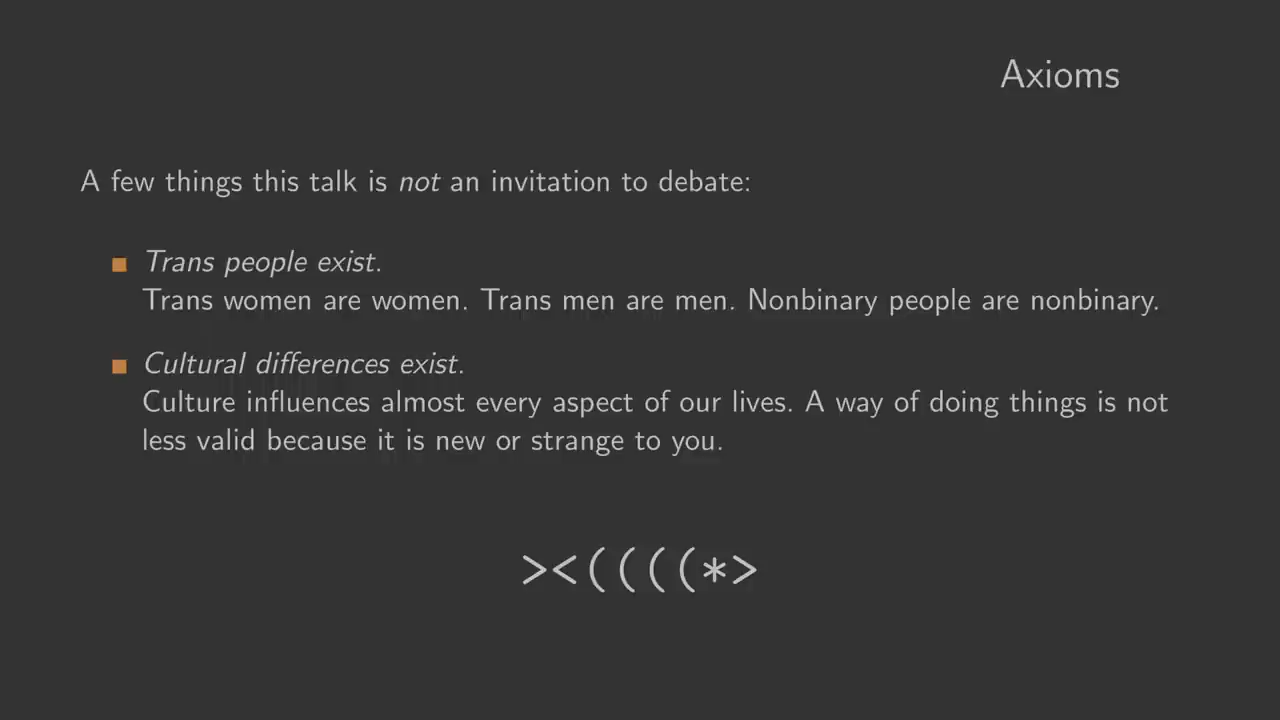 Axioms
A few things this talk is not an invitation to debate:
Trans people exist.
Trans women are women. Trans men are men. Nonbinary people are nonbinary.
Cultural differences exist.
Culture influences almost every aspect of our lives. A way of doing things is not
less valid because it is new or strange to you.
><((((*>